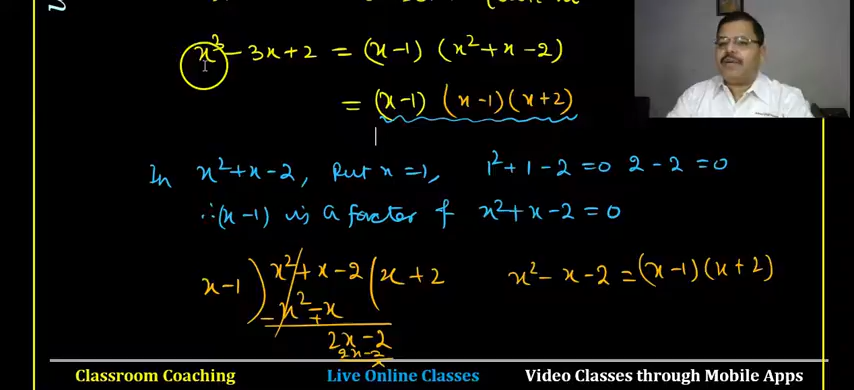 x³ - 3x + 2 = (x-1) (x²+x-2)
= (x-1) (x-1)(x+2)
In x²+x-2, Put x=1, 1²+1-2=0 2-2=0
∴(x-1) is a factor of x²+x-2=0
x-1)x²+x-2(x+2 x²-x-2=(x-1)(x+2)
-x²-x
+
2x-2
2x-2
x
Classroom Coaching Live Online Classes Video Classes through Mobile Apps